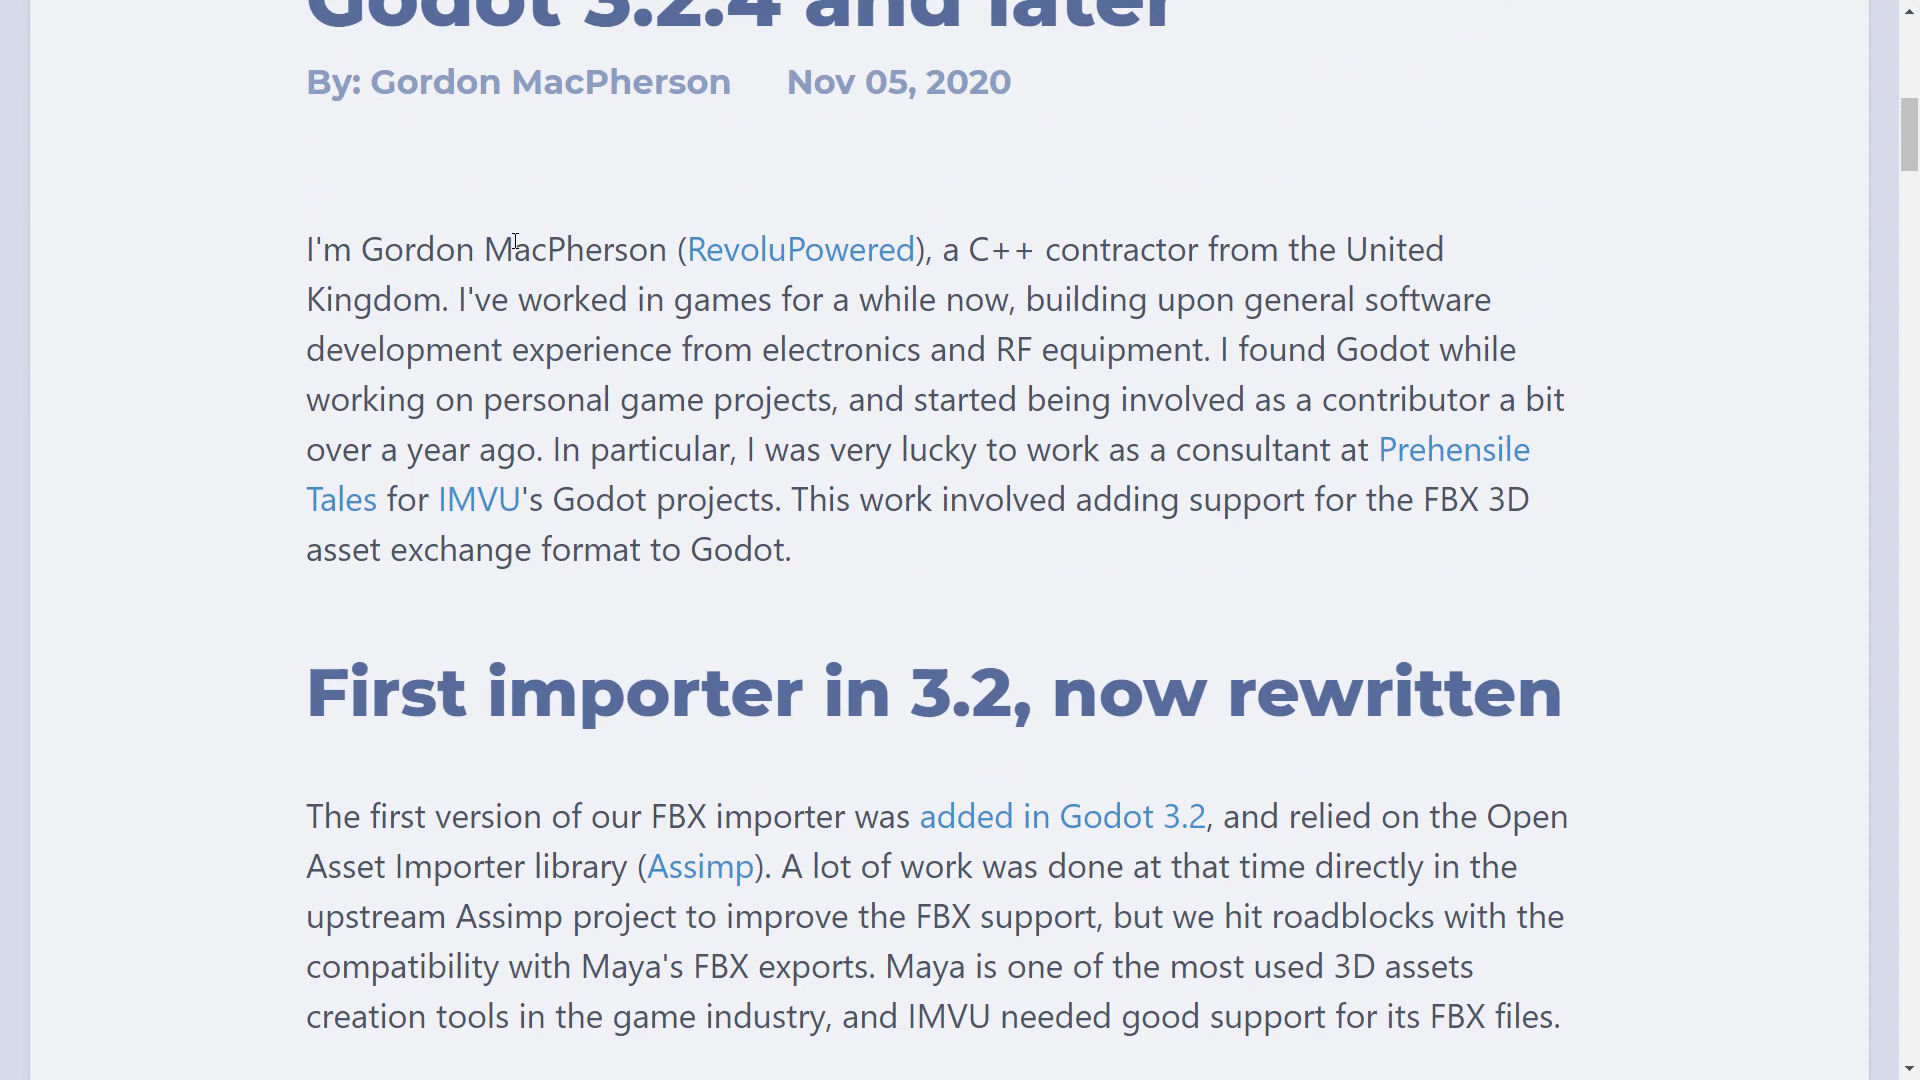 Godot 3.2.4 and later
By: Gordon MacPherson Nov 05, 2020
I'm Gordon MacPherson (RevoluPowered), a C++ contractor from the United
Kingdom. I've worked in games for a while now, building upon general software
development experience from electronics and RF equipment. I found Godot while
working on personal game projects, and started being involved as a contributor a bit
over a year ago. In particular, I was very lucky to work as a consultant at Prehensile
Tales for IMVU's Godot projects. This work involved adding support for the FBX 3D
asset exchange format to Godot.
First importer in 3.2, now rewritten
The first version of our FBX importer was added in Godot 3.2, and relied on the Open
Asset Importer library (Assimp). A lot of work was done at that time directly in the
upstream Assimp project to improve the FBX support, but we hit roadblocks with the
compatibility with Maya's FBX exports. Maya is one of the most used 3D assets
creation tools in the game industry, and IMVU needed good support for its FBX files.